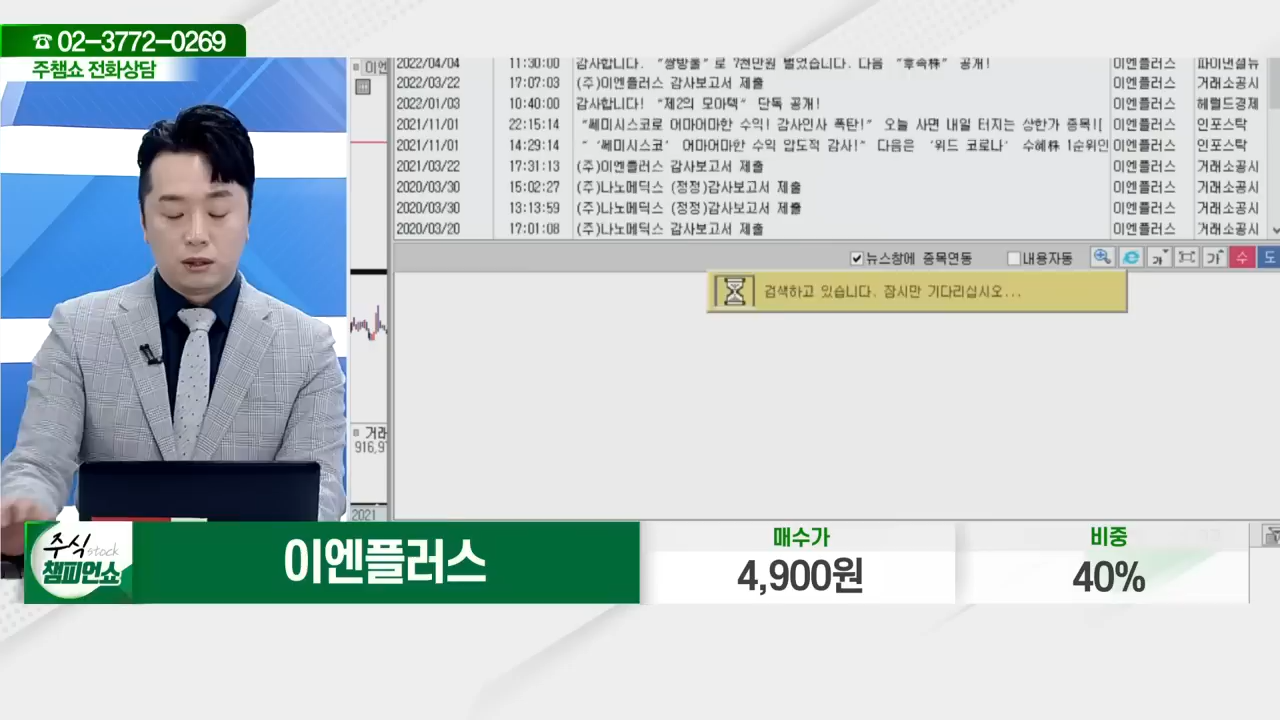 ☎ 02-3772-0269
주챔쇼 전화상담
이엔
2022/04/04 11:30:00 감사합니다. "쌍방울"로 7천만원 벌었습니다. 다음 "後속株" 공개! 이엔플러스 파이낸셜뉴
2022/03/22 17:07:03 (주)이엔플러스 감사보고서 제출 이엔플러스 거래소공시
2022/01/03 10:40:00 감사합니다! "제2의 모아텍" 단독 공개! 이엔플러스 헤럴드경제
2021/11/01 22:15:14 "쎄미시스코로 어마어마한 수익! 감사인사 폭탄!" 오늘 사면 내일 터지는 상한가 종목![ 이엔플러스 인포스탁
2021/11/01 14:29:14 "'쎄미시스코' 어마어마한 수익 압도적 감사!" 다음은 '위드 코로나' 수혜株 1순위인 이엔플러스 인포스탁
2021/03/22 17:31:13 (주)이엔플러스 감사보고서 제출 이엔플러스 거래소공시
2020/03/30 15:02:27 (주)나노메딕스 (정정)감사보고서 제출 이엔플러스 거래소공시
2020/03/30 13:13:59 (주)나노메딕스 (정정)감사보고서 제출 이엔플러스 거래소공시
2020/03/20 17:01:08 (주)나노메딕스 감사보고서 제출 이엔플러스 거래소공시
뉴스창에 종목연동 내용자동 가 가 수 도
검색하고 있습니다. 잠시만 기다리십시오...
거래
916,9
2021
주식 stock
챔피언쇼
이엔플러스
매수가
4,900원
비중
40%